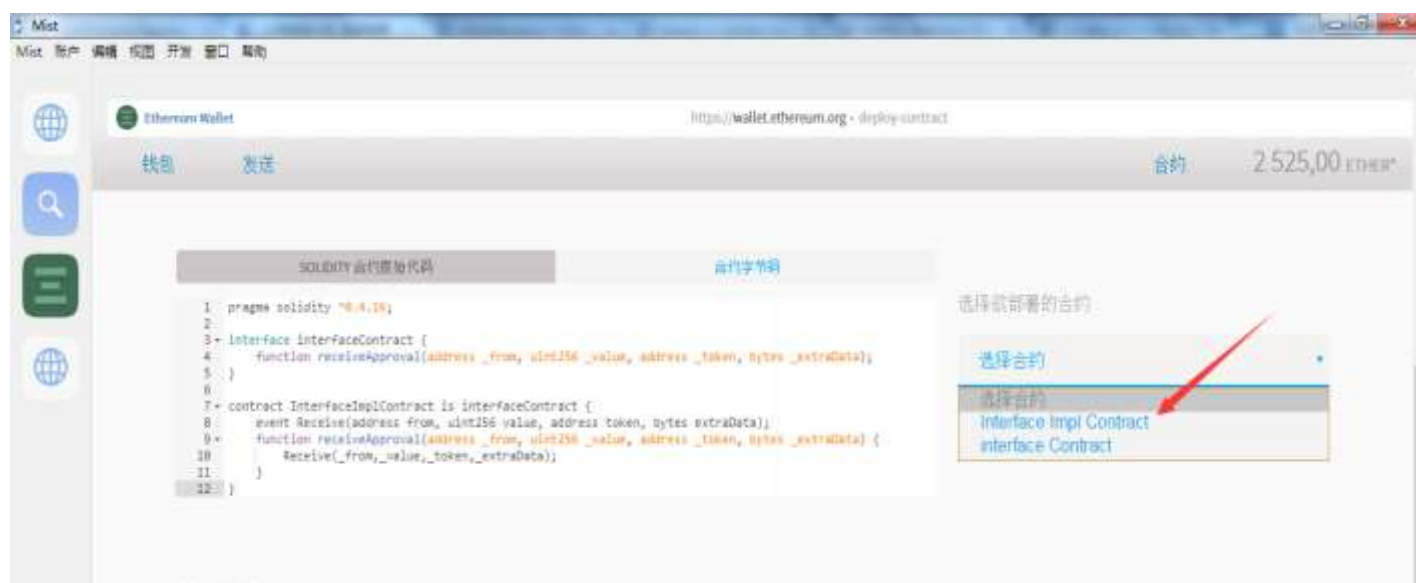 Mist
Mist 账户 编辑 视图 开发 窗口 帮助
Ethereum Wallet
https://wallet.ethereum.org › deploy-contract
钱包 发送 合约 2 525,00 ETHER*
SOLIDITY 合约原始代码 合约字节码
选择欲部署的合约
选择合约
选择合约
Interface Impl Contract
interface Contract
1 pragma solidity ^0.4.16;
2
3 interface interfaceContract {
4 function receiveApproval(address _from, uint256 _value, address _token, bytes _extraData);
5 }
6
7 contract InterfaceImplContract is interfaceContract {
8 event Receive(address from, uint256 value, address token, bytes extraData);
9 function receiveApproval(address _from, uint256 _value, address _token, bytes _extraData) {
10 Receive(_from,_value,_token,_extraData);
11 }
12 }